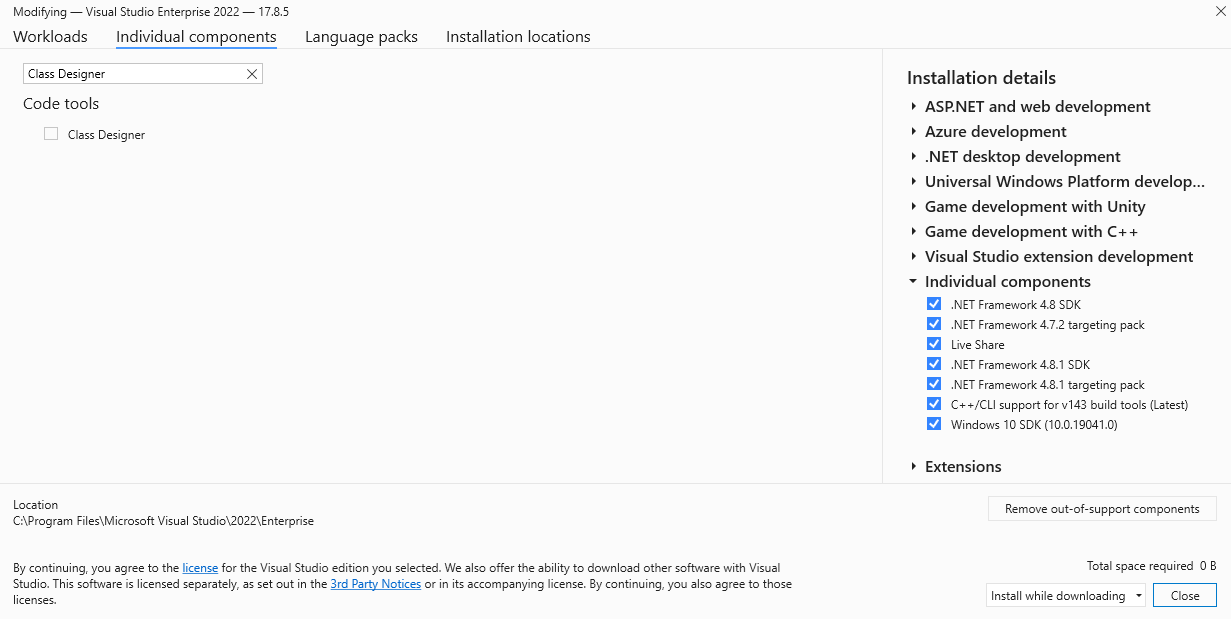 Modifying — Visual Studio Enterprise 2022 — 17.8.5
Workloads
Individual components
Language packs
Installation locations
Class Designer
Code tools
Class Designer
Installation details
ASP.NET and web development
Azure development
.NET desktop development
Universal Windows Platform develop...
Game development with Unity
Game development with C++
Visual Studio extension development
Individual components
.NET Framework 4.8 SDK
.NET Framework 4.7.2 targeting pack
Live Share
.NET Framework 4.8.1 SDK
.NET Framework 4.8.1 targeting pack
C++/CLI support for v143 build tools (Latest)
Windows 10 SDK (10.0.19041.0)
Extensions
Location
C:\Program Files\Microsoft Visual Studio\2022\Enterprise
Remove out-of-support components
By continuing, you agree to the license for the Visual Studio edition you selected. We also offer the ability to download other software with Visual
Studio. This software is licensed separately, as set out in the 3rd Party Notices or in its accompanying license. By continuing, you also agree to those
licenses.
Total space required 0 B
Install while downloading
Close